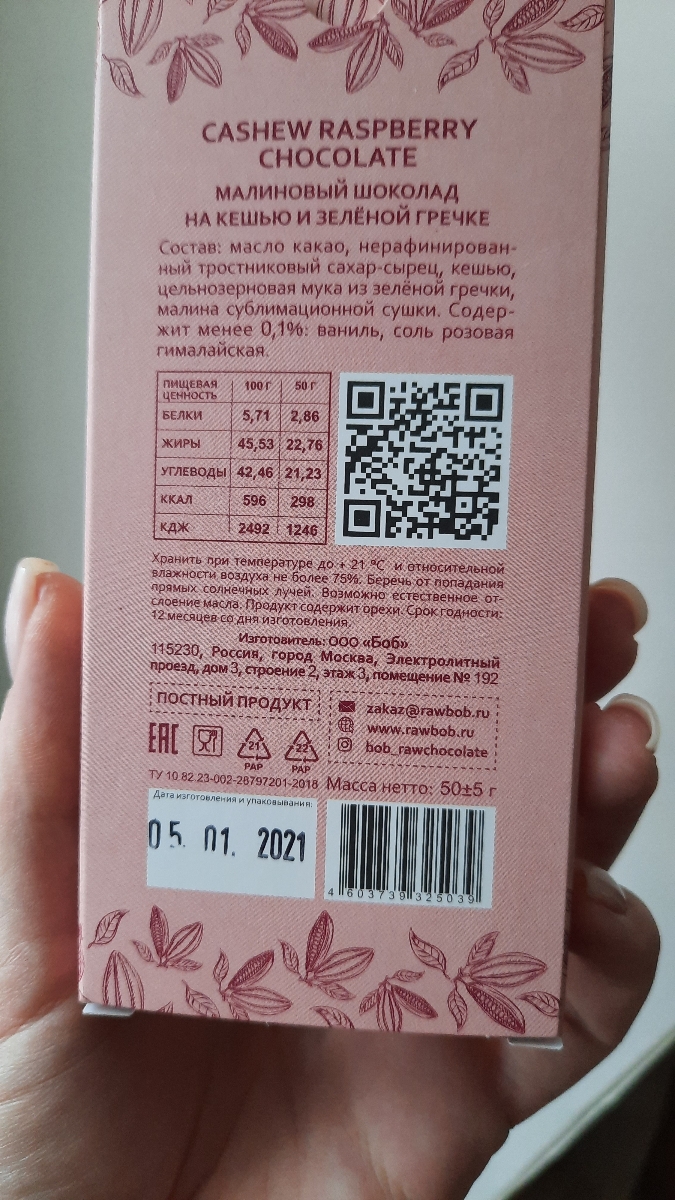 CASHEW RASPBERRY
CHOCOLATE
МАЛИНОВЫЙ ШОКОЛАД
НА КЕШЬЮ И ЗЕЛЁНОЙ ГРЕЧКЕ
Состав: масло какао, нерафинирован-
ный тростниковый сахар-сырец, кешью,
цельнозерновая мука из зелёной гречки,
малина сублимационной сушки. Содер-
жит менее 0,1%: ваниль, соль розовая
гималайская.
ПИЩЕВАЯ ЦЕННОСТЬ 100 Г 50 Г
БЕЛКИ 5,71 2,86
ЖИРЫ 45,53 22,76
УГЛЕВОДЫ 42,46 21,23
ККАЛ 596 298
КДЖ 2492 1246
Хранить при температуре до + 21 °С и относительной
влажности воздуха не более 75%. Беречь от попадания
прямых солнечных лучей. Возможно естественное от-
слоение масла. Продукт содержит орехи. Срок годности:
12 месяцев со дня изготовления.
Изготовитель: ООО «Боб»
115230, Россия, город Москва, Электролитный
проезд, дом 3, строение 2, этаж 3, помещение № 192
ПОСТНЫЙ ПРОДУКТ
zakaz@rawbob.ru
www.rawbob.ru
bob_rawchocolate
EAC
21 22
PAP PAP
ТУ 10.82.23-002-28797201-2018
Масса нетто: 50±5 г
Дата изготовления и упаковывания:
05. 01. 2021
4 603739 325039